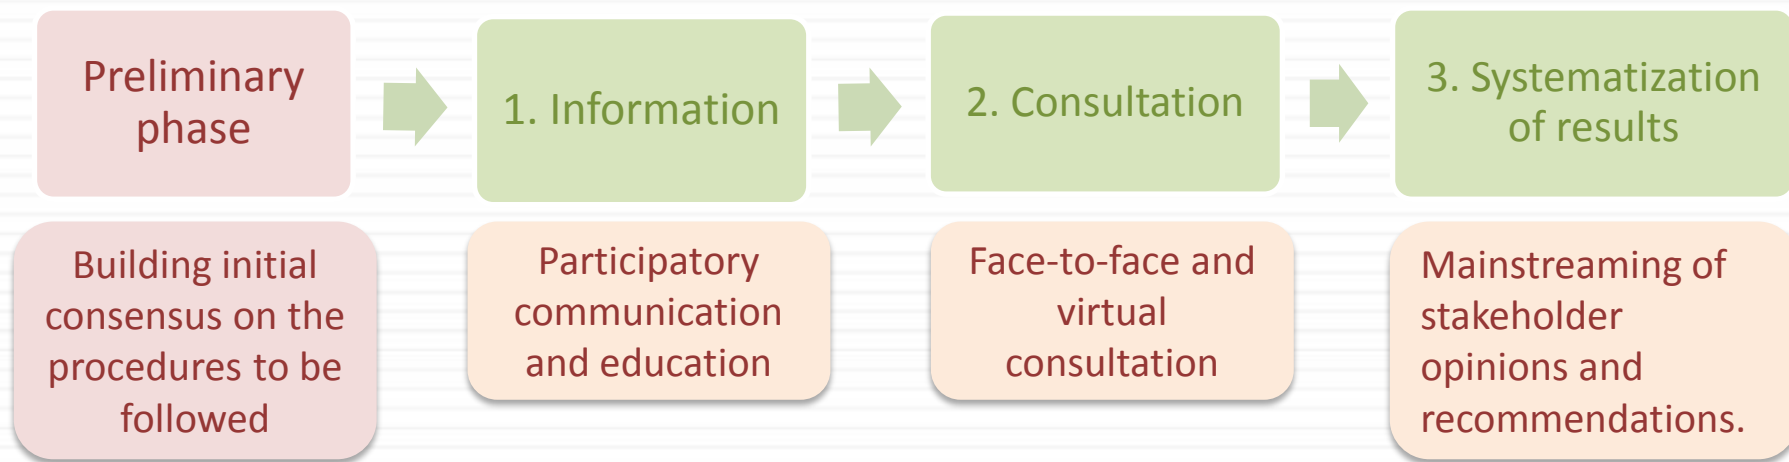 Preliminary
phase
1. Information
2. Consultation
3. Systematization
of results
Building initial
consensus on the
procedures to be
followed
Participatory
communication
and education
Face-to-face and
virtual
consultation
Mainstreaming of
stakeholder
opinions and
recommendations.